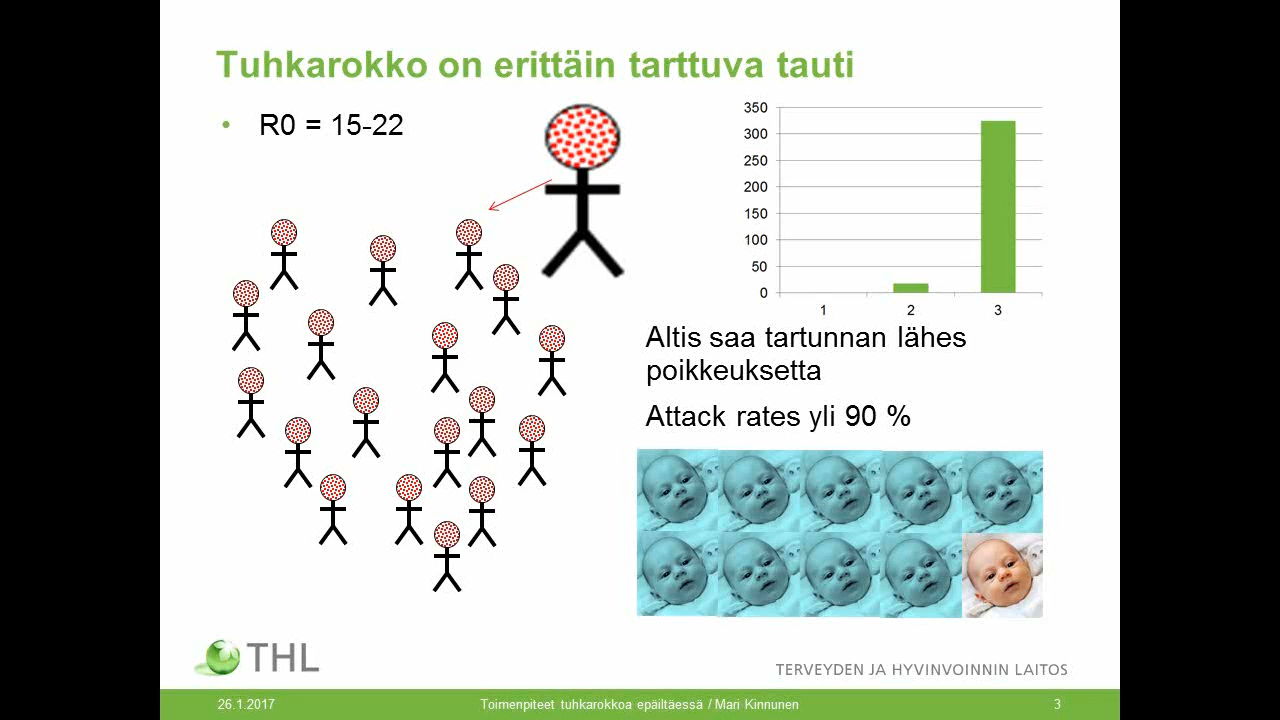 Tuhkarokko on erittäin tarttuva tauti
• R0 = 15-22
350
300
250
200
150
100
50
0
1 2 3
Altis saa tartunnan lähes
poikkeuksetta
Attack rates yli 90 %
THL
TERVEYDEN JA HYVINVOINNIN LAITOS
26.1.2017 Toimenpiteet tuhkarokkoa epäiltäessä / Mari Kinnunen 3